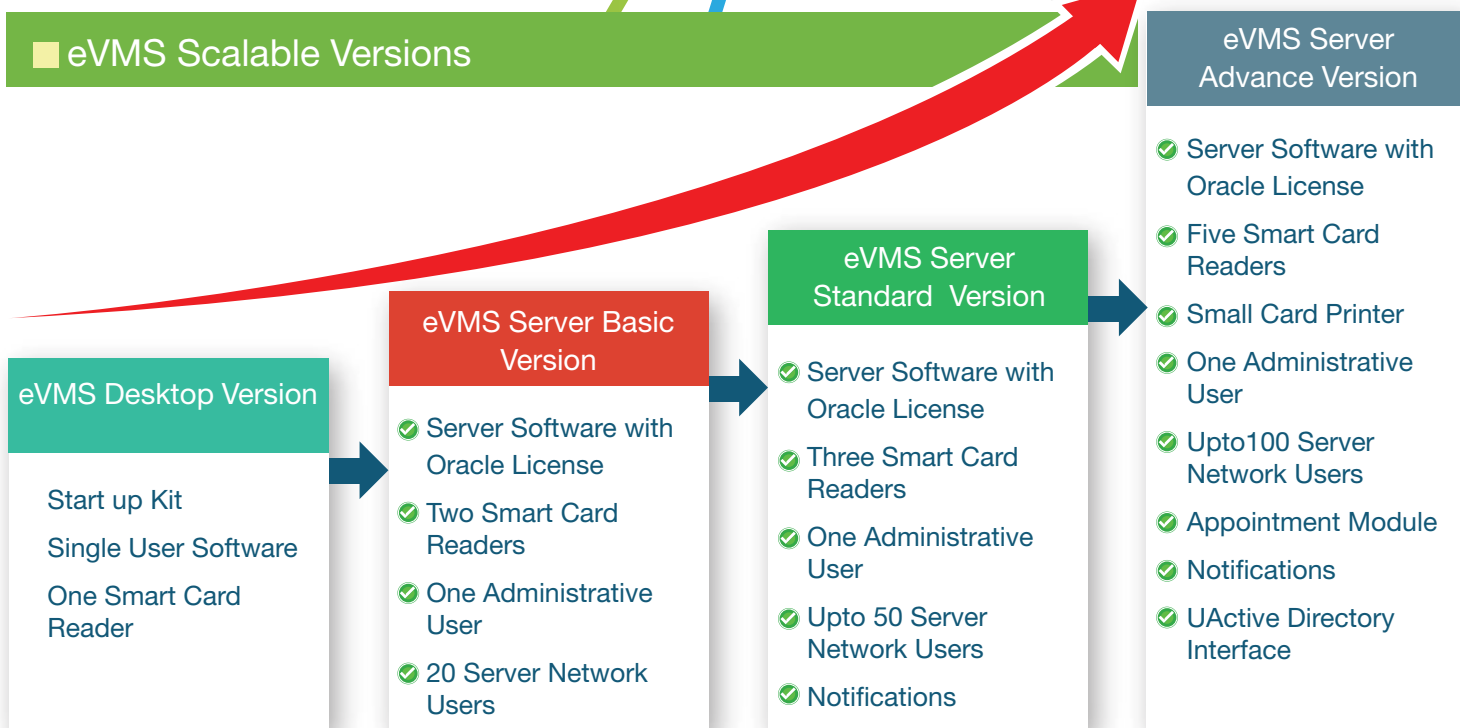 eVMS Scalable Versions
eVMS Desktop Version
Start up Kit
Single User Software
One Smart Card
Reader
eVMS Server Basic
Version
Server Software with
Oracle License
Two Smart Card
Readers
One Administrative
User
20 Server Network
Users
eVMS Server
Standard Version
Server Software with
Oracle License
Three Smart Card
Readers
One Administrative
User
Upto 50 Server
Network Users
Notifications
eVMS Server
Advance Version
Server Software with
Oracle License
Five Smart Card
Readers
Small Card Printer
One Administrative
User
Upto100 Server
Network Users
Appointment Module
Notifications
UActive Directory
Interface